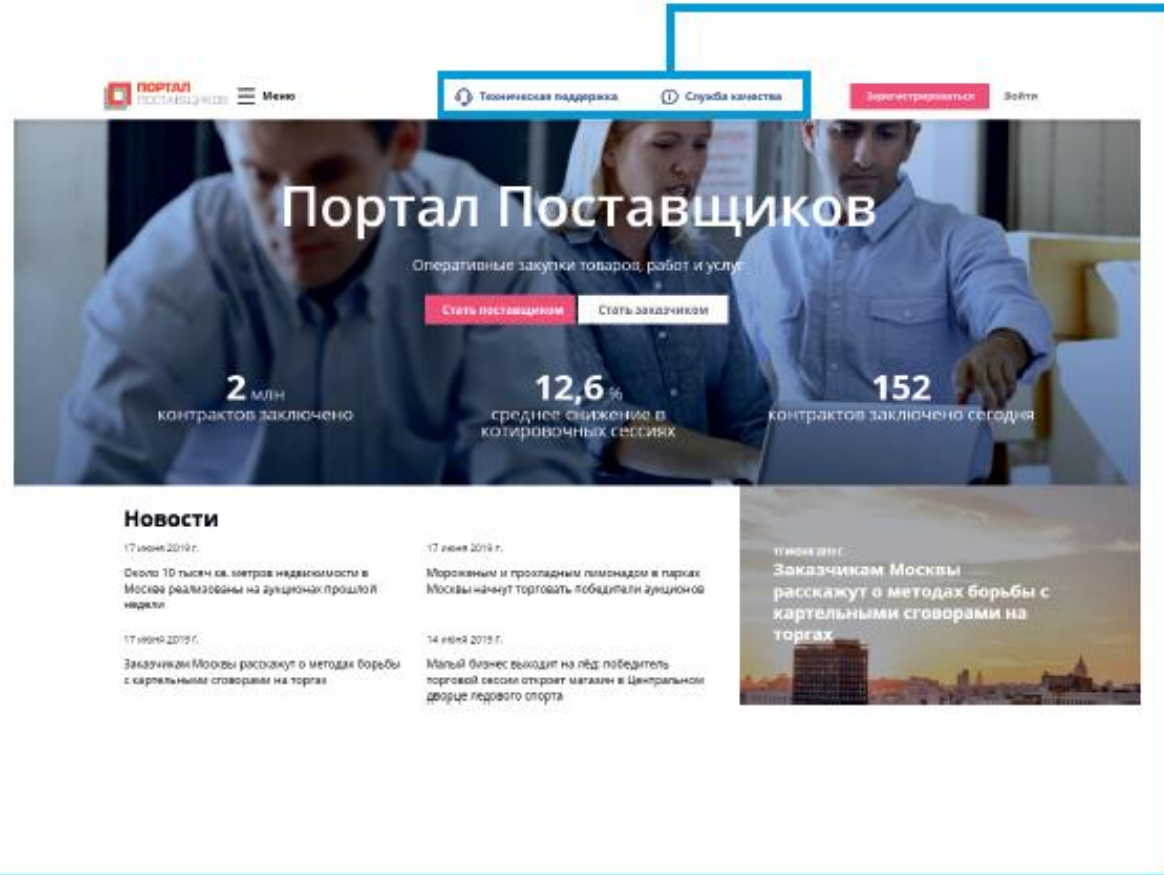 ПОРТАЛ
ПОСТАВЩИКОВ
Меню
Техническая поддержка
Служба качества
Зарегистрироваться
Войти
Портал Поставщиков
Оперативные закупки товаров, работ и услуг
Стать поставщиком
Стать заказчиком
2 млн
контрактов заключено
12,6 %
среднее снижение в
котировочных сессиях
152
контрактов заключено сегодня
Новости
17 июня 2019 г.
Около 10 тысяч кв. метров недвижимости в
Москве реализованы на аукционах прошлой
недели
17 июня 2019 г.
Мороженым и прохладным лимонадом в парках
Москвы начнут торговать победители аукционов
17 июня 2019 г.
Заказчикам Москвы расскажут о методах борьбы
с картельными сговорами на торгах
14 июня 2019 г.
Малый бизнес выходит на лёд: победитель
торговой сессии откроет магазин в Центральном
дворце ледового спорта
17 июня 2019 г.
Заказчикам Москвы
расскажут о методах борьбы с
картельными сговорами на
торгах